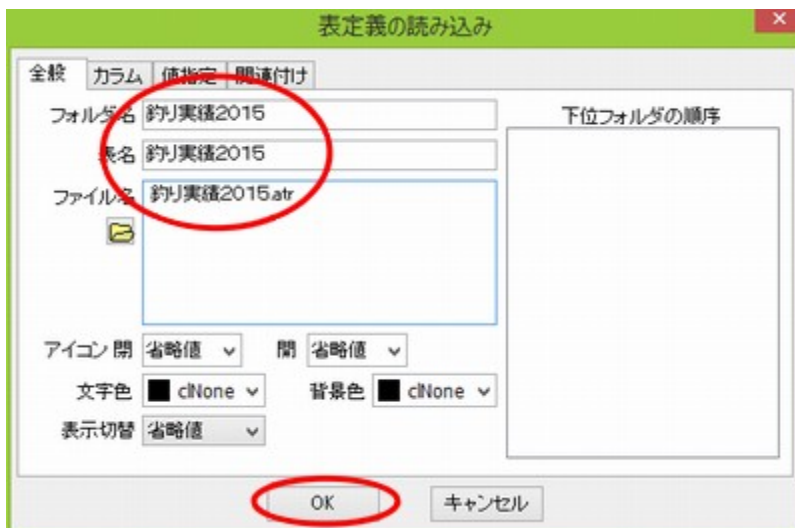 表定義の読み込み
全般 カラム 値指定 関連付け
フォルダ名 釣り実績2015
下位フォルダの順序
表名 釣り実績2015
ファイル名 釣り実績2015.atr
アイコン 開 省略値 開 省略値
文字色 clNone 背景色 clNone
表示切替 省略値
OK キャンセル